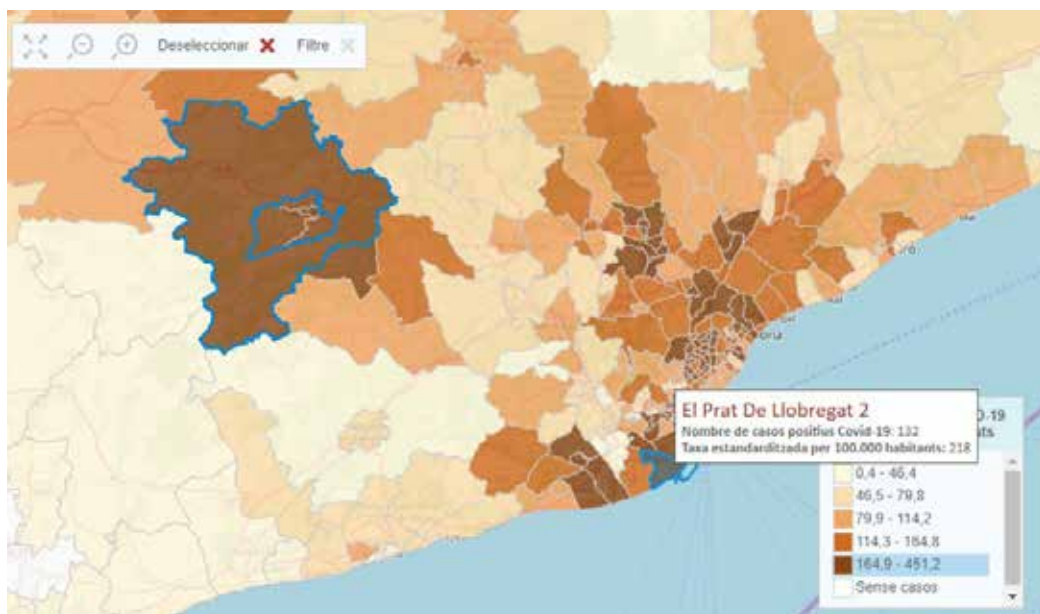 Deseleccionar
Filtre
El Prat De Llobregat 2
Nombre de casos positius Covid-19: 132
Taxa estandarditzada per 100.000 habitants: 218
0,4 - 46,4
46,5 - 79,8
79,9 - 114,2
114,3 - 164,8
164,9 - 451,2
Sense casos